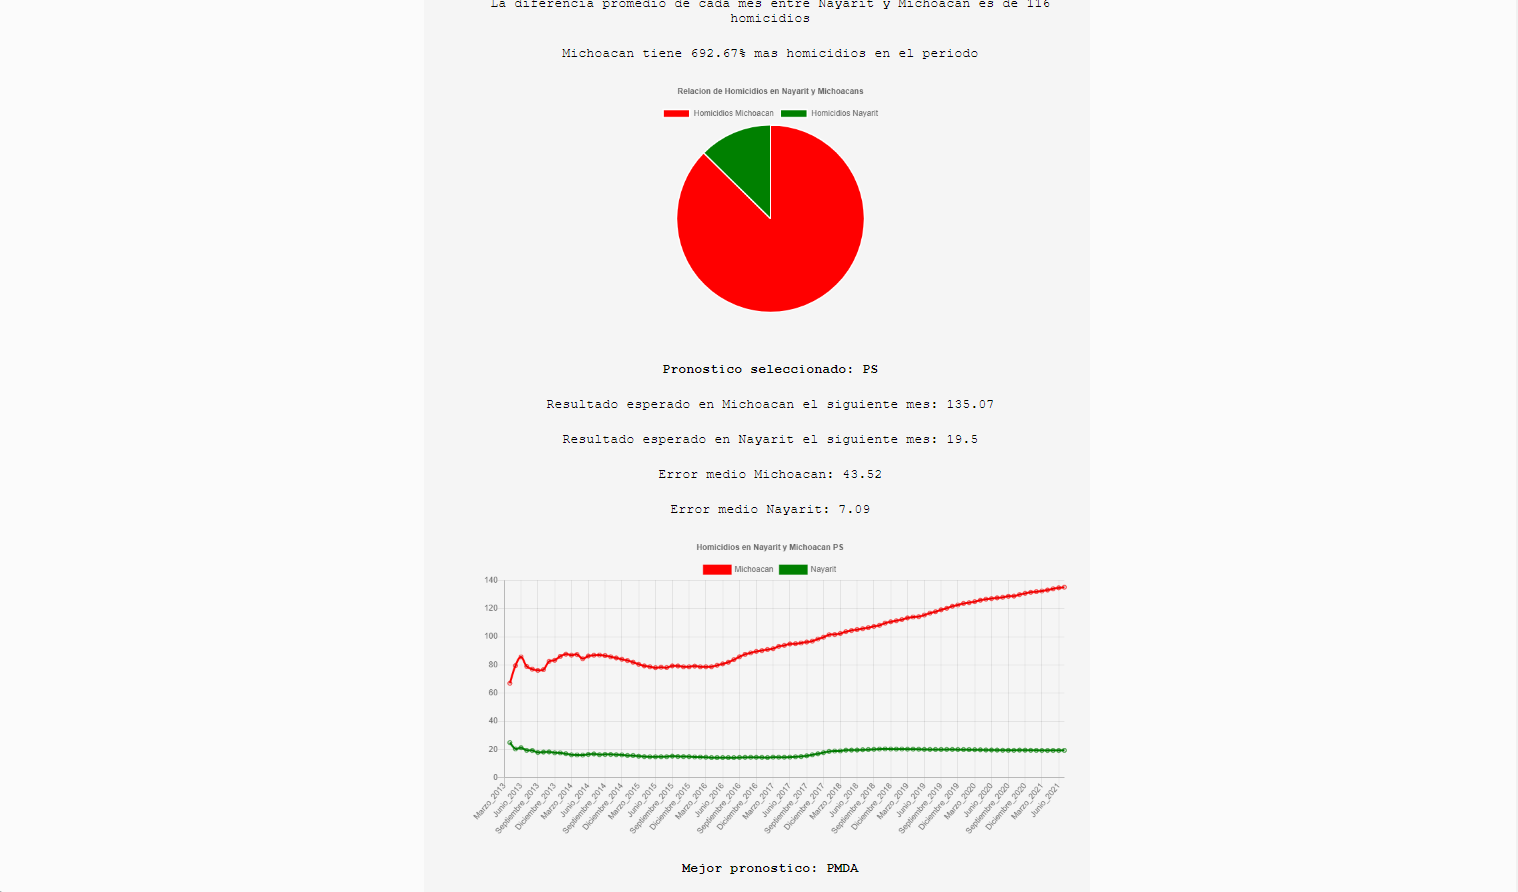 La diferencia promedio de cada mes entre Nayarit y Michoacan es de 116
homicidios
Michoacan tiene 692.67% mas homicidios en el periodo
Relacion de Homicidios en Nayarit y Michoacans
Homicidios Michoacan Homicidios Nayarit
Pronostico seleccionado: PS
Resultado esperado en Michoacan el siguiente mes: 135.07
Resultado esperado en Nayarit el siguiente mes: 19.5
Error medio Michoacan: 43.52
Error medio Nayarit: 7.09
Homicidios en Nayarit y Michoacan PS
Michoacan Nayarit
140
120
100
80
60
40
20
0
Marzo_2013
Junio_2013
Septiembre_2013
Diciembre_2013
Marzo_2014
Junio_2014
Septiembre_2014
Diciembre_2014
Marzo_2015
Junio_2015
Septiembre_2015
Diciembre_2015
Marzo_2016
Junio_2016
Septiembre_2016
Diciembre_2016
Marzo_2017
Junio_2017
Septiembre_2017
Diciembre_2017
Marzo_2018
Junio_2018
Septiembre_2018
Diciembre_2018
Marzo_2019
Junio_2019
Septiembre_2019
Diciembre_2019
Marzo_2020
Junio_2020
Septiembre_2020
Diciembre_2020
Marzo_2021
Junio_2021
Mejor pronostico: PMDA